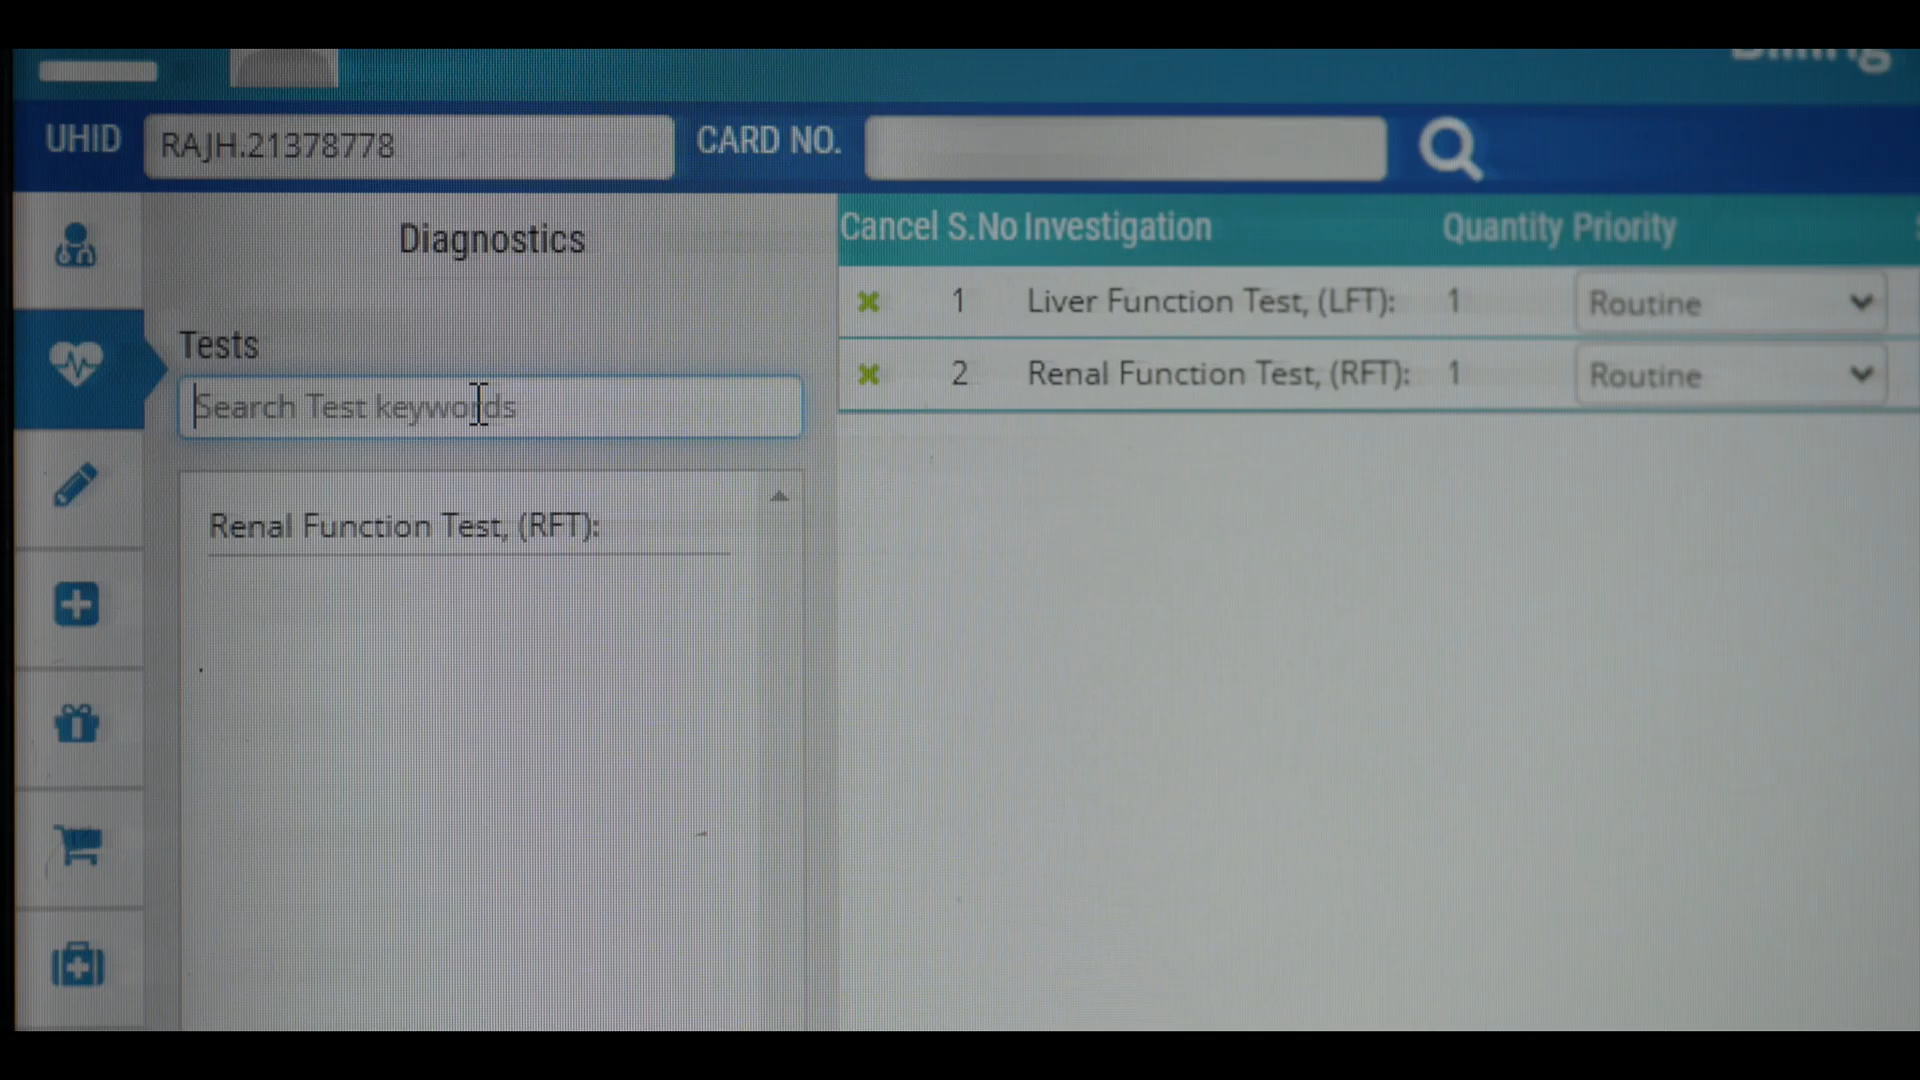 Billing
UHID RAJH.21378778 CARD NO.
Diagnostics
Tests
Search Test keywords
Renal Function Test, (RFT):
Cancel S.No Investigation Quantity Priority
1 Liver Function Test, (LFT): 1 Routine
2 Renal Function Test, (RFT): 1 Routine